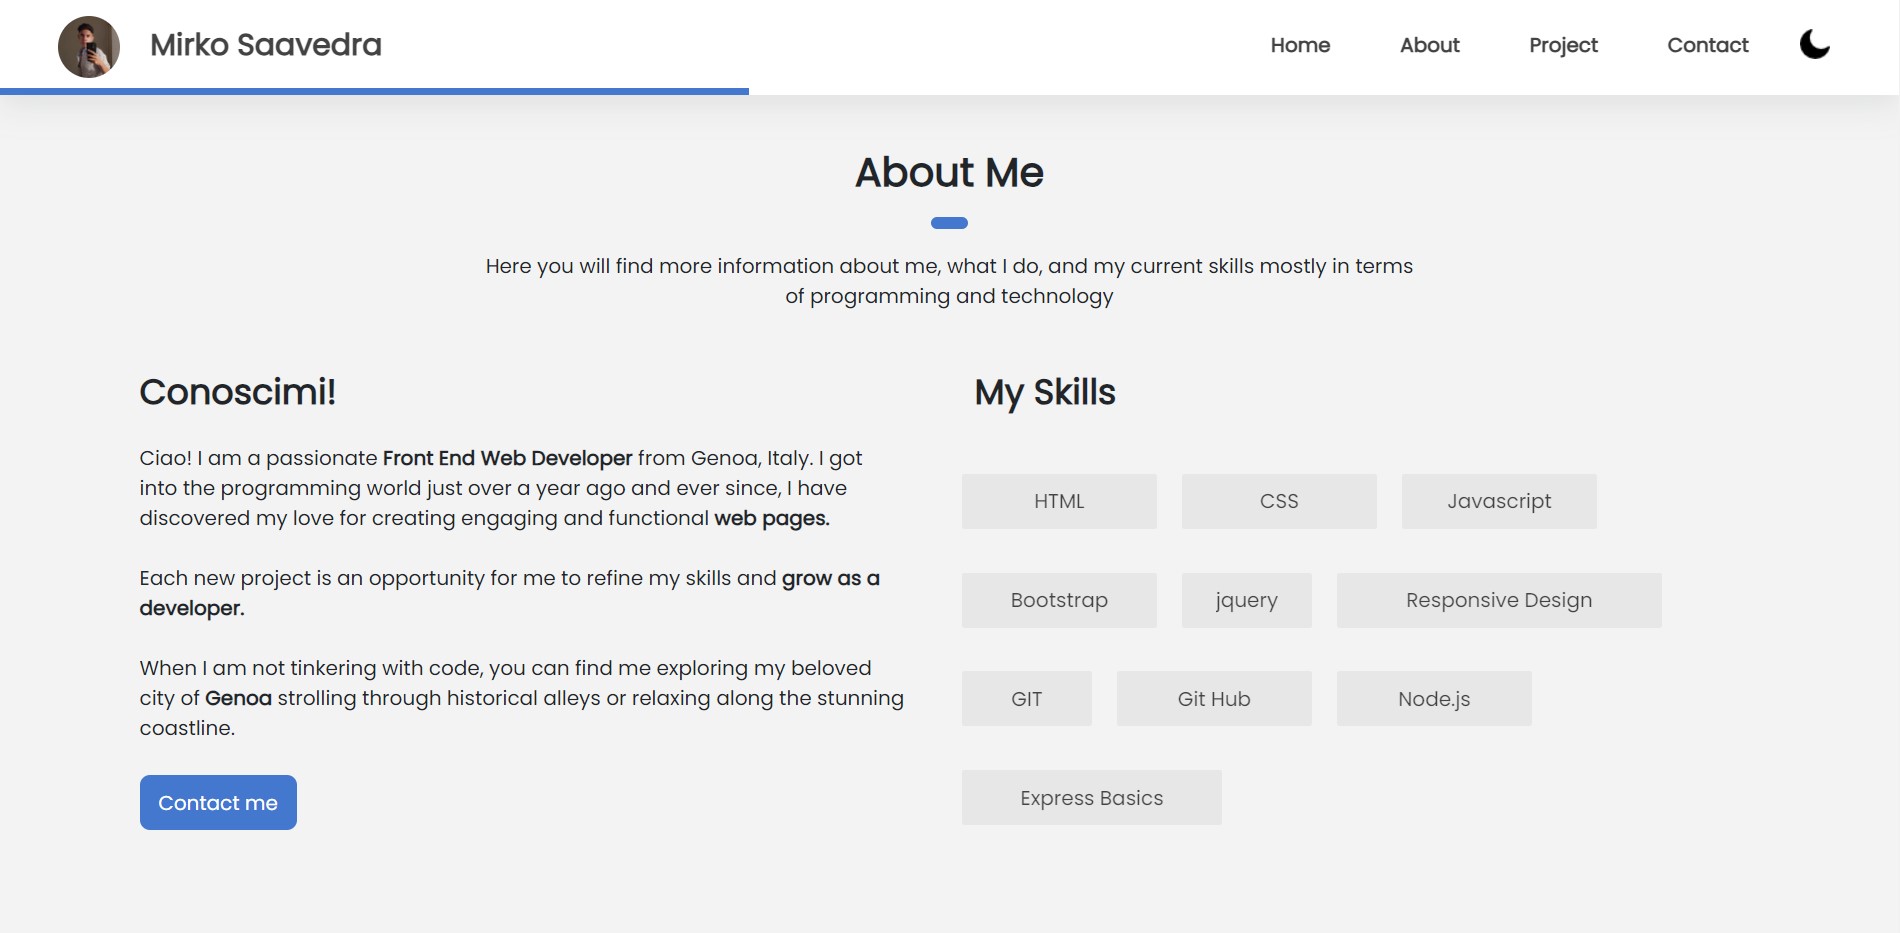 Mirko Saavedra
Home
About
Project
Contact
About Me
Here you will find more information about me, what I do, and my current skills mostly in terms
of programming and technology
Conoscimi!
Ciao! I am a passionate Front End Web Developer from Genoa, Italy. I got
into the programming world just over a year ago and ever since, I have
discovered my love for creating engaging and functional web pages.
Each new project is an opportunity for me to refine my skills and grow as a
developer.
When I am not tinkering with code, you can find me exploring my beloved
city of Genoa strolling through historical alleys or relaxing along the stunning
coastline.
Contact me
My Skills
HTML
CSS
Javascript
Bootstrap
jquery
Responsive Design
GIT
Git Hub
Node.js
Express Basics